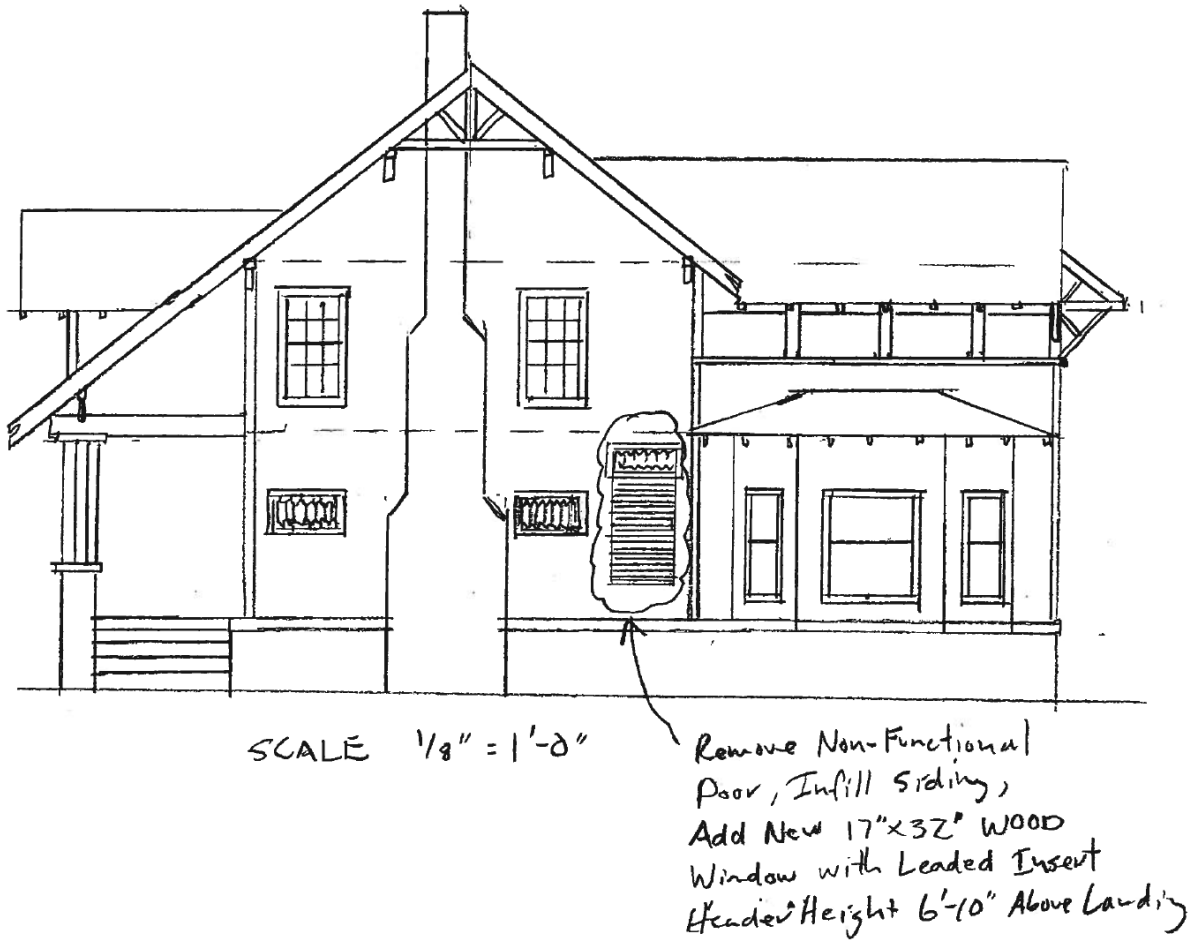 SCALE 1/8" = 1'-0"
Remove Non-Functional
Door, Infill Siding,
Add New 17"x32" WOOD
Window with Leaded Insert
Header Height 6'-10" Above Landing